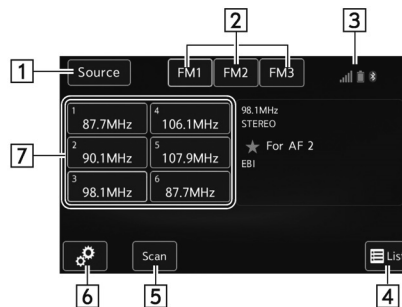 2
3
1
Source
FM1 FM2 FM3
1 87.7MHz
4 106.1MHz
98.1MHz
STEREO
7
2 90.1MHz
5 107.9MHz
For AF 2
EBI
3 98.1MHz
6 87.7MHz
Scan
Lis
6
5
4